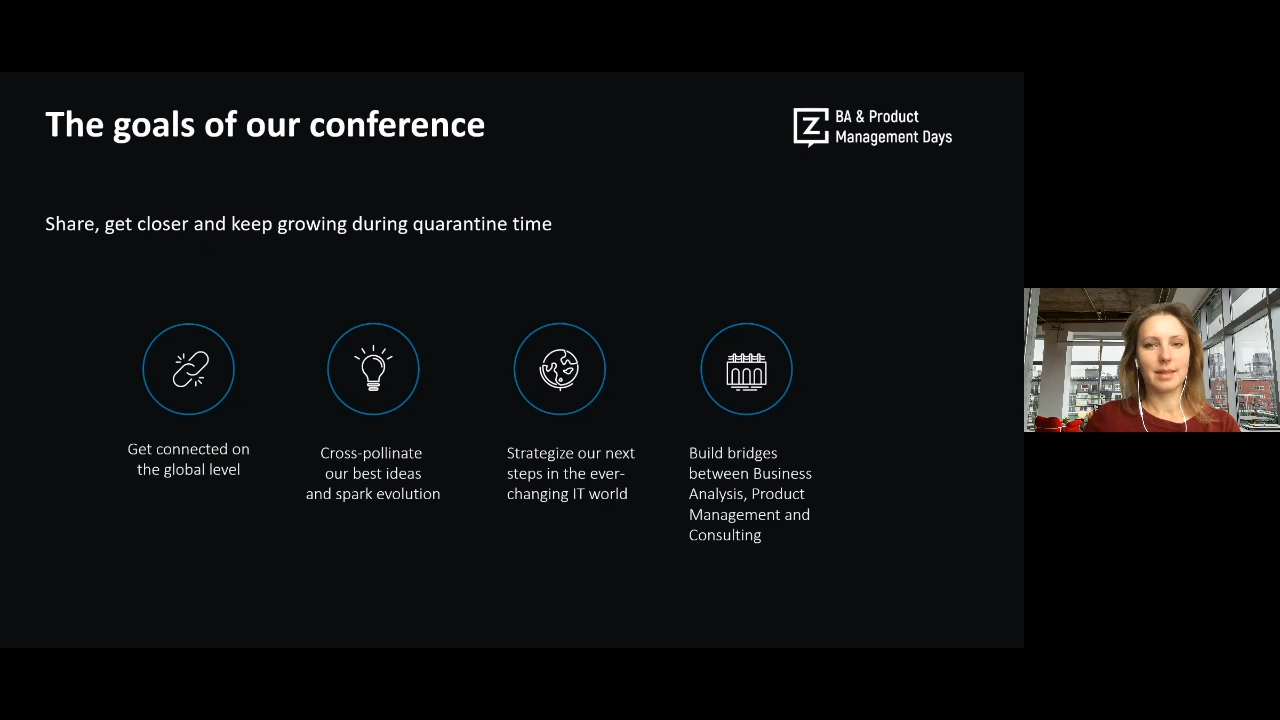 The goals of our conference
BA & Product
Management Days
Share, get closer and keep growing during quarantine time
Get connected on
the global level
Cross-pollinate
our best ideas
and spark evolution
Strategize our next
steps in the ever-
changing IT world
Build bridges
between Business
Analysis, Product
Management and
Consulting